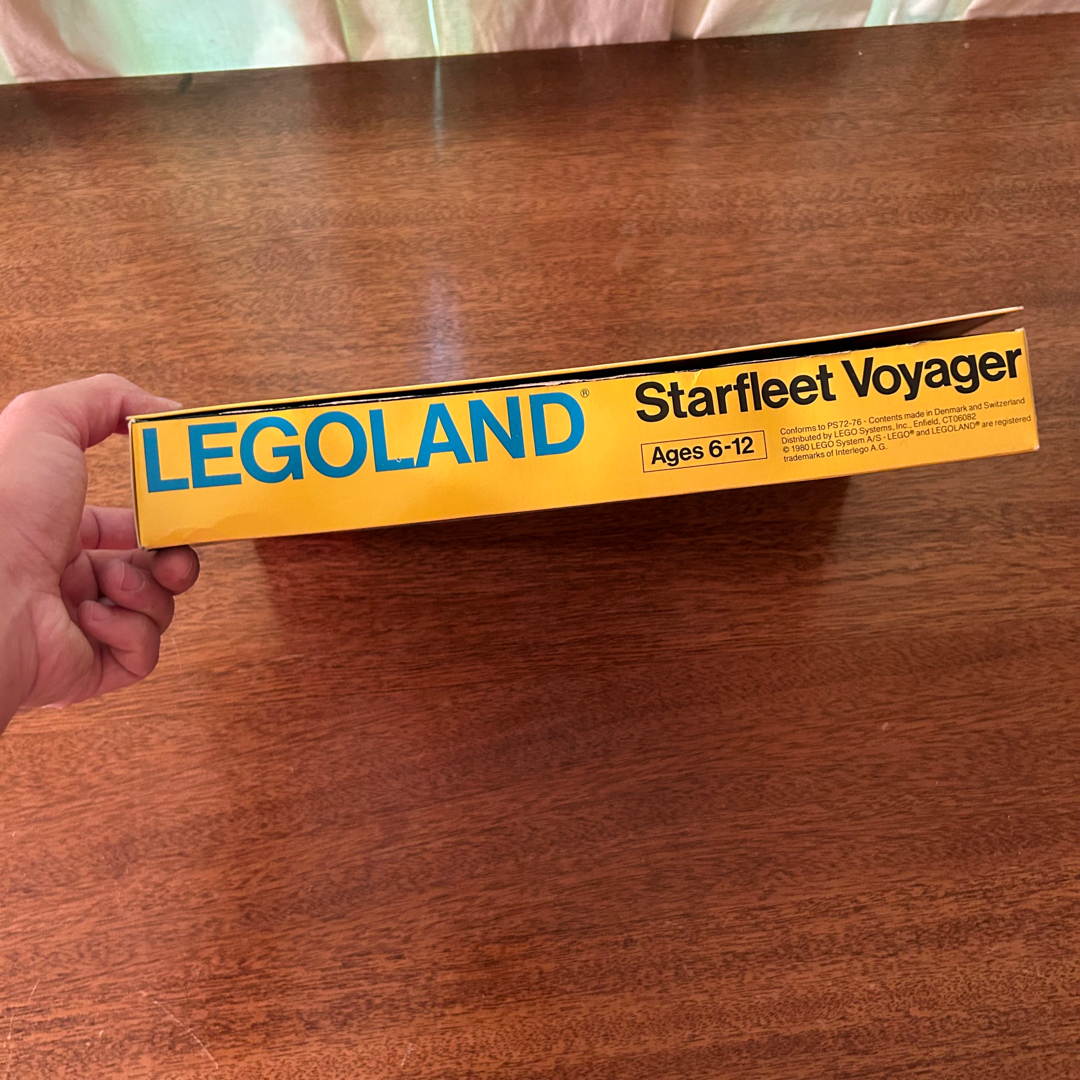 LEGOLAND®
Starfleet Voyager
Ages 6-12
Conforms to PS72-76 - Contents made in Denmark and Switzerland
Distributed by LEGO Systems, Inc., Enfield, CT06082
© 1980 LEGO System A/S - LEGO® and LEGOLAND® are registered
trademarks of Interlego A.G.